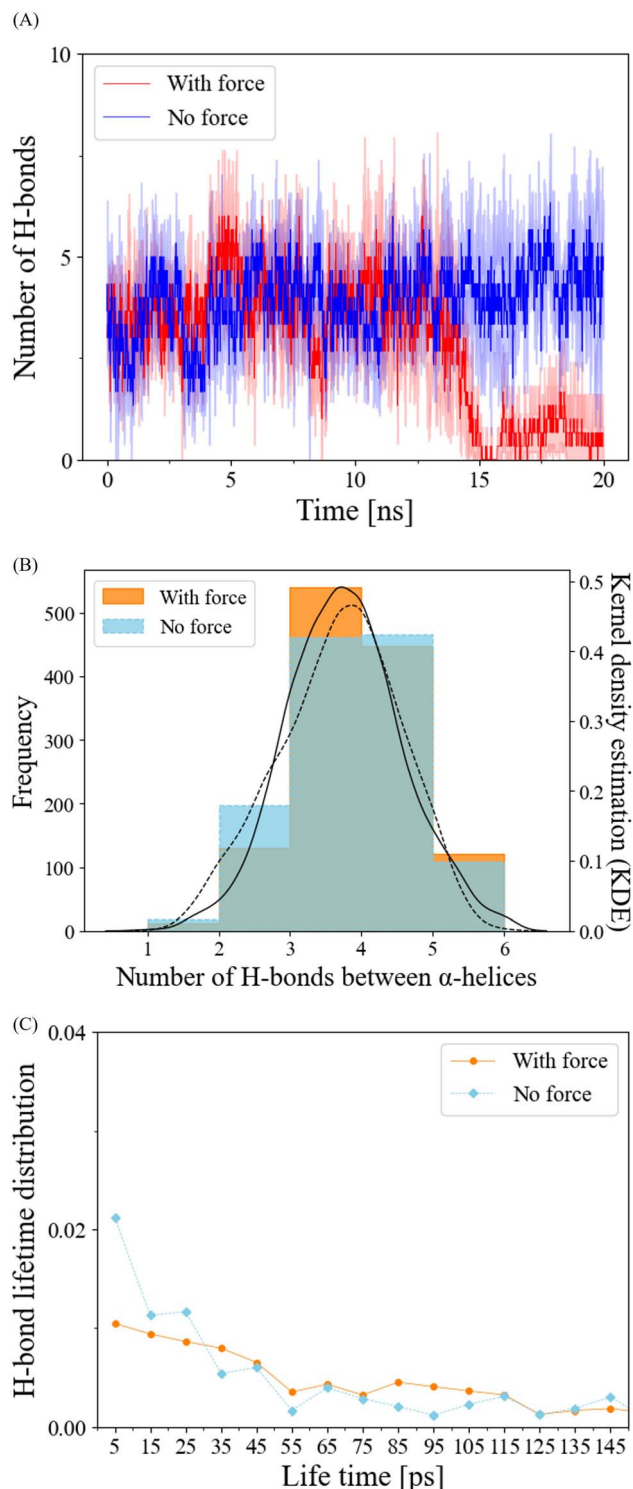 (A)
10
With force
No force
5
0
Number of H-bonds
0
5
10
15
20
Time [ns]
(B)
With force
No force
500
400
300
200
100
0
Frequency
0.5
0.4
0.3
0.2
0.1
0.0
Kernel density estimation (KDE)
1
2
3
4
5
6
Number of H-bonds between α-helices
(C)
0.04
With force
No force
0.02
0.00
H-bond lifetime distribution
5
15
25
35
45
55
65
75
85
95
105
115
125
135
145
Life time [ps]